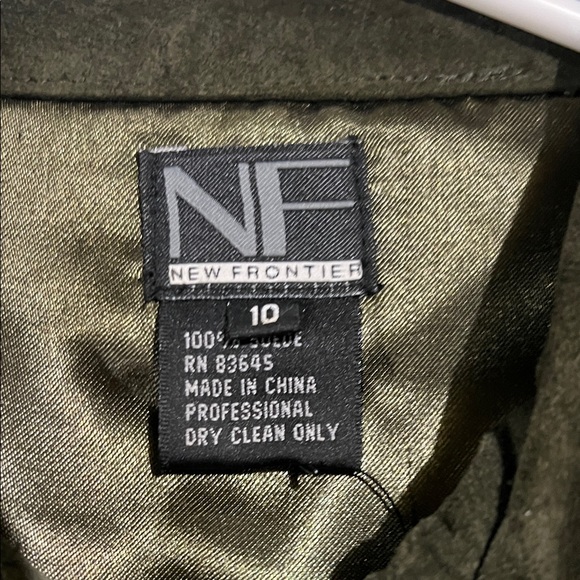 NF
NEW FRONTIER
10
100% SUEDE
RN 83645
MADE IN CHINA
PROFESSIONAL
DRY CLEAN ONLY